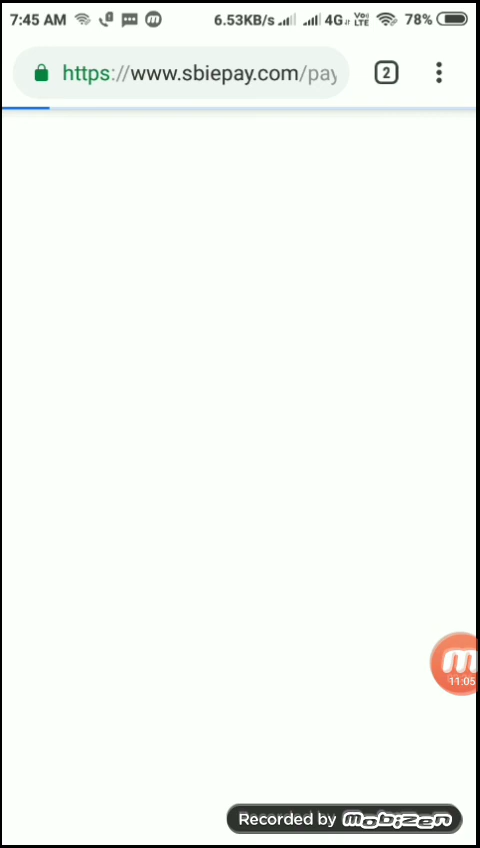 7:45 AM 6.53KB/s 4G Vo) LTE 78%
https://www.sbiepay.com/pay
2
m
11:05
Recorded by mobizen